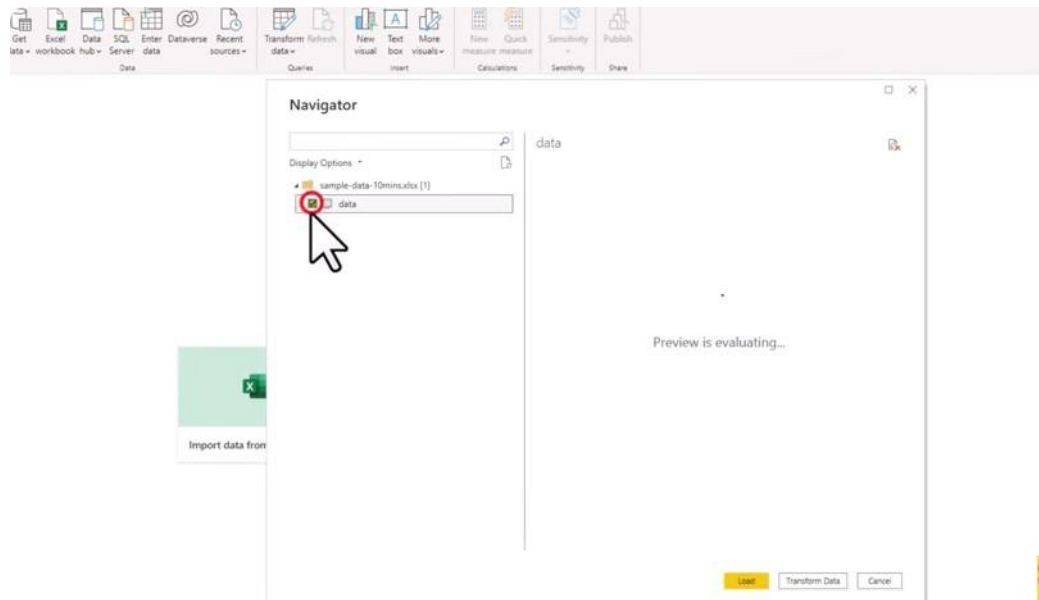 Get Excel Data SQL Enter Dataverse Recent Transform Refresh New Text More New Quick Sensitivity Publish
data workbook hub Server data sources data visual box visuals measure measure
Data Queries Insert Calculations Sensitivity Share
Navigator
data
Display Options
sample-data-10mins.xlsx [1]
data
Preview is evaluating...
Import data from
Load Transform Data Cancel